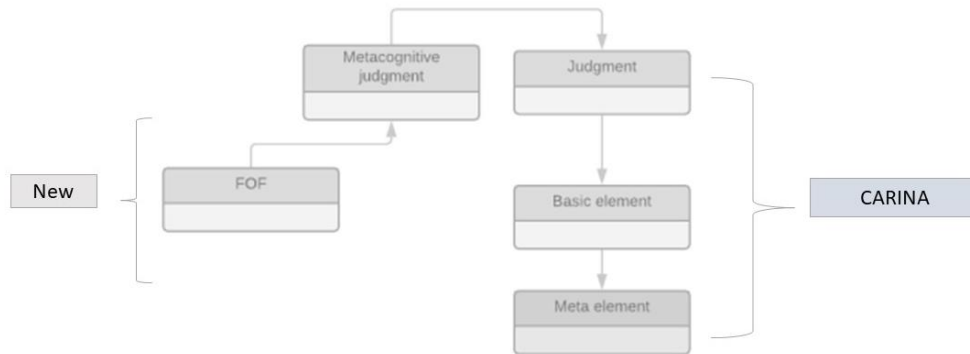 Metacognitive
judgment
Judgment
FOF
New
Basic element
CARINA
Meta element